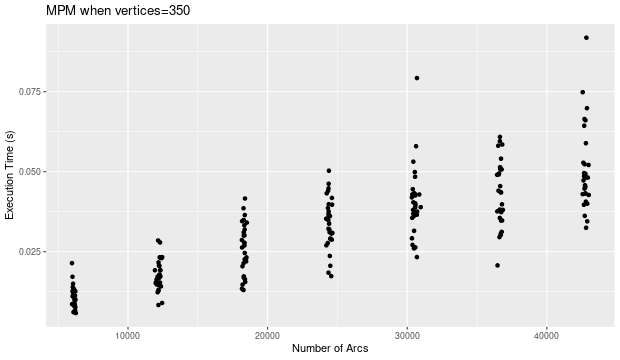 MPM when vertices=350
Execution Time (s)
0.075
0.050
0.025
10000 20000 30000 40000
Number of Arcs